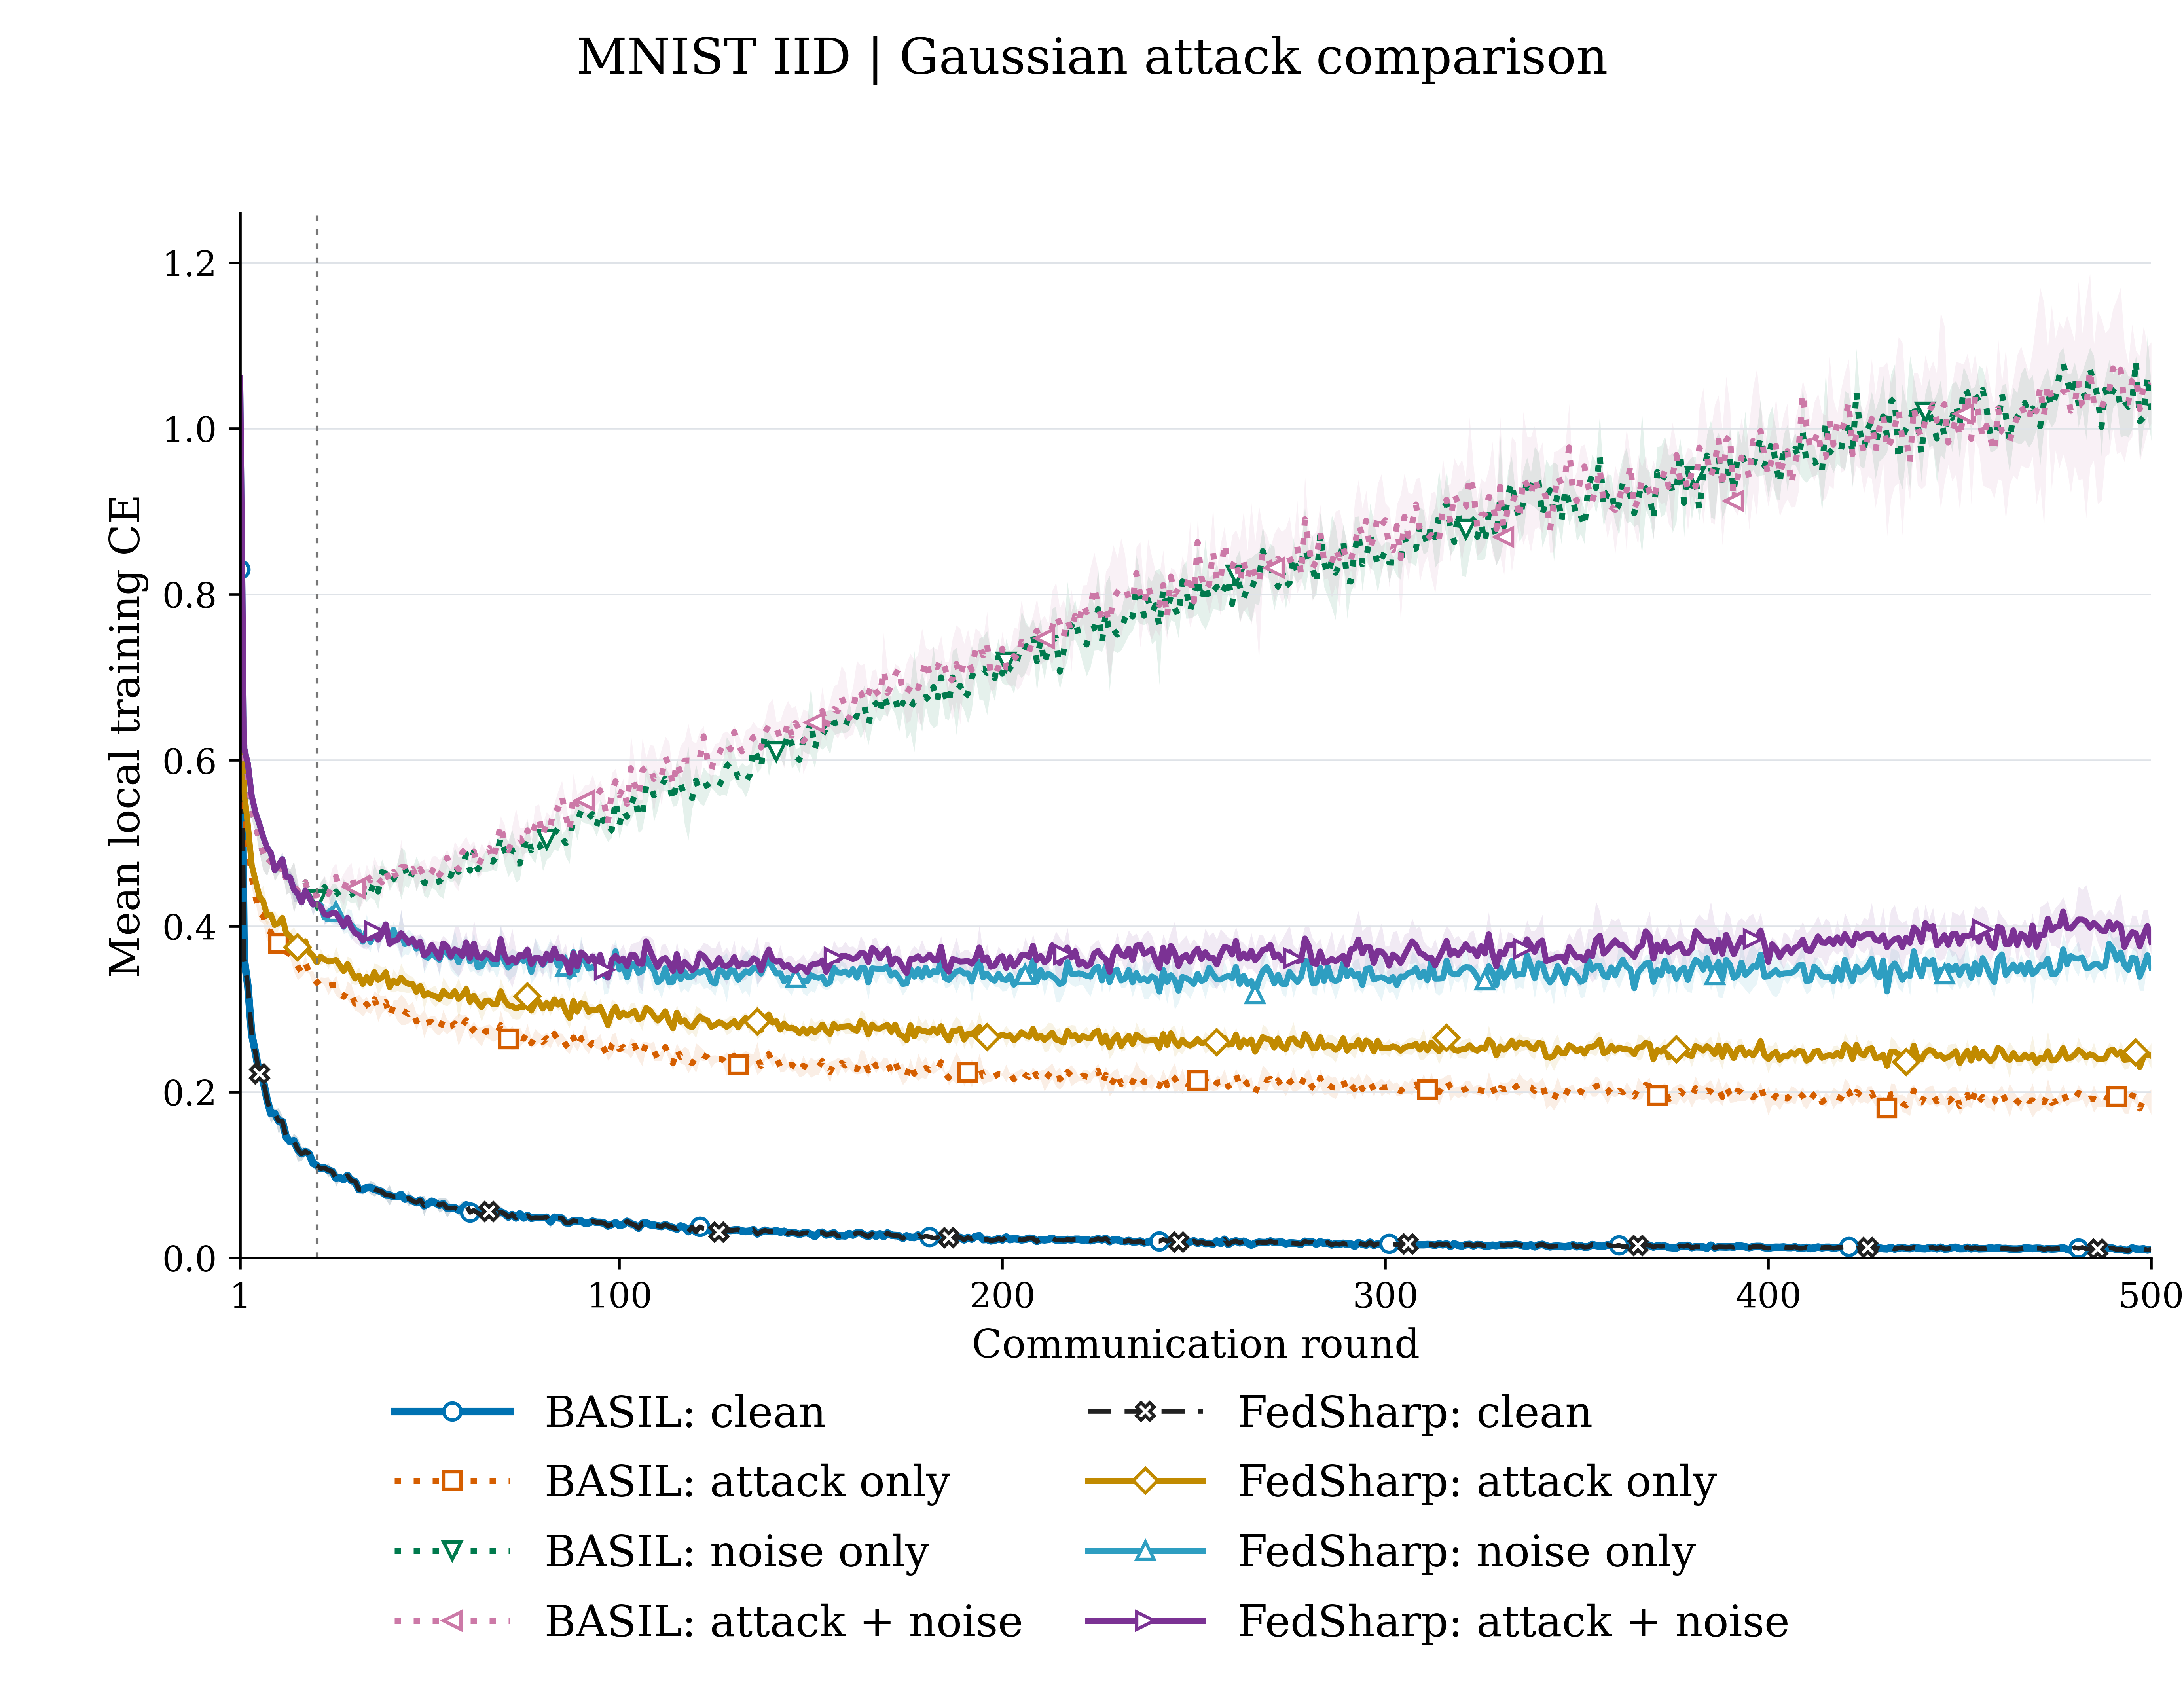 MNIST IID | Gaussian attack comparison
1.2
1.0
0.8
0.6
0.4
0.2
0.0
Mean local training CE
1 100 200 300 400 500
Communication round
BASIL: clean FedSharp: clean
BASIL: attack only FedSharp: attack only
BASIL: noise only FedSharp: noise only
BASIL: attack + noise FedSharp: attack + noise